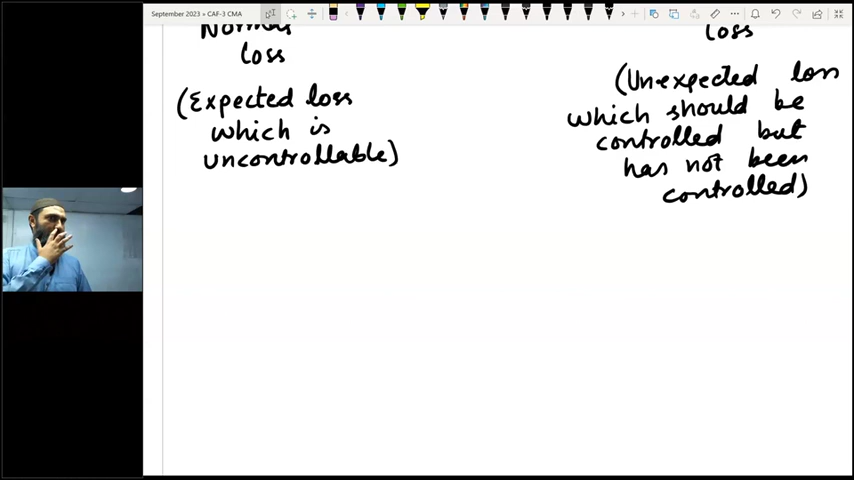 September 2023 » CAF-3 CMA
Normal
loss
(Expected loss
which is
uncontrollable)
loss
(Unexpected loss
which should be
controlled but
has not been
controlled)